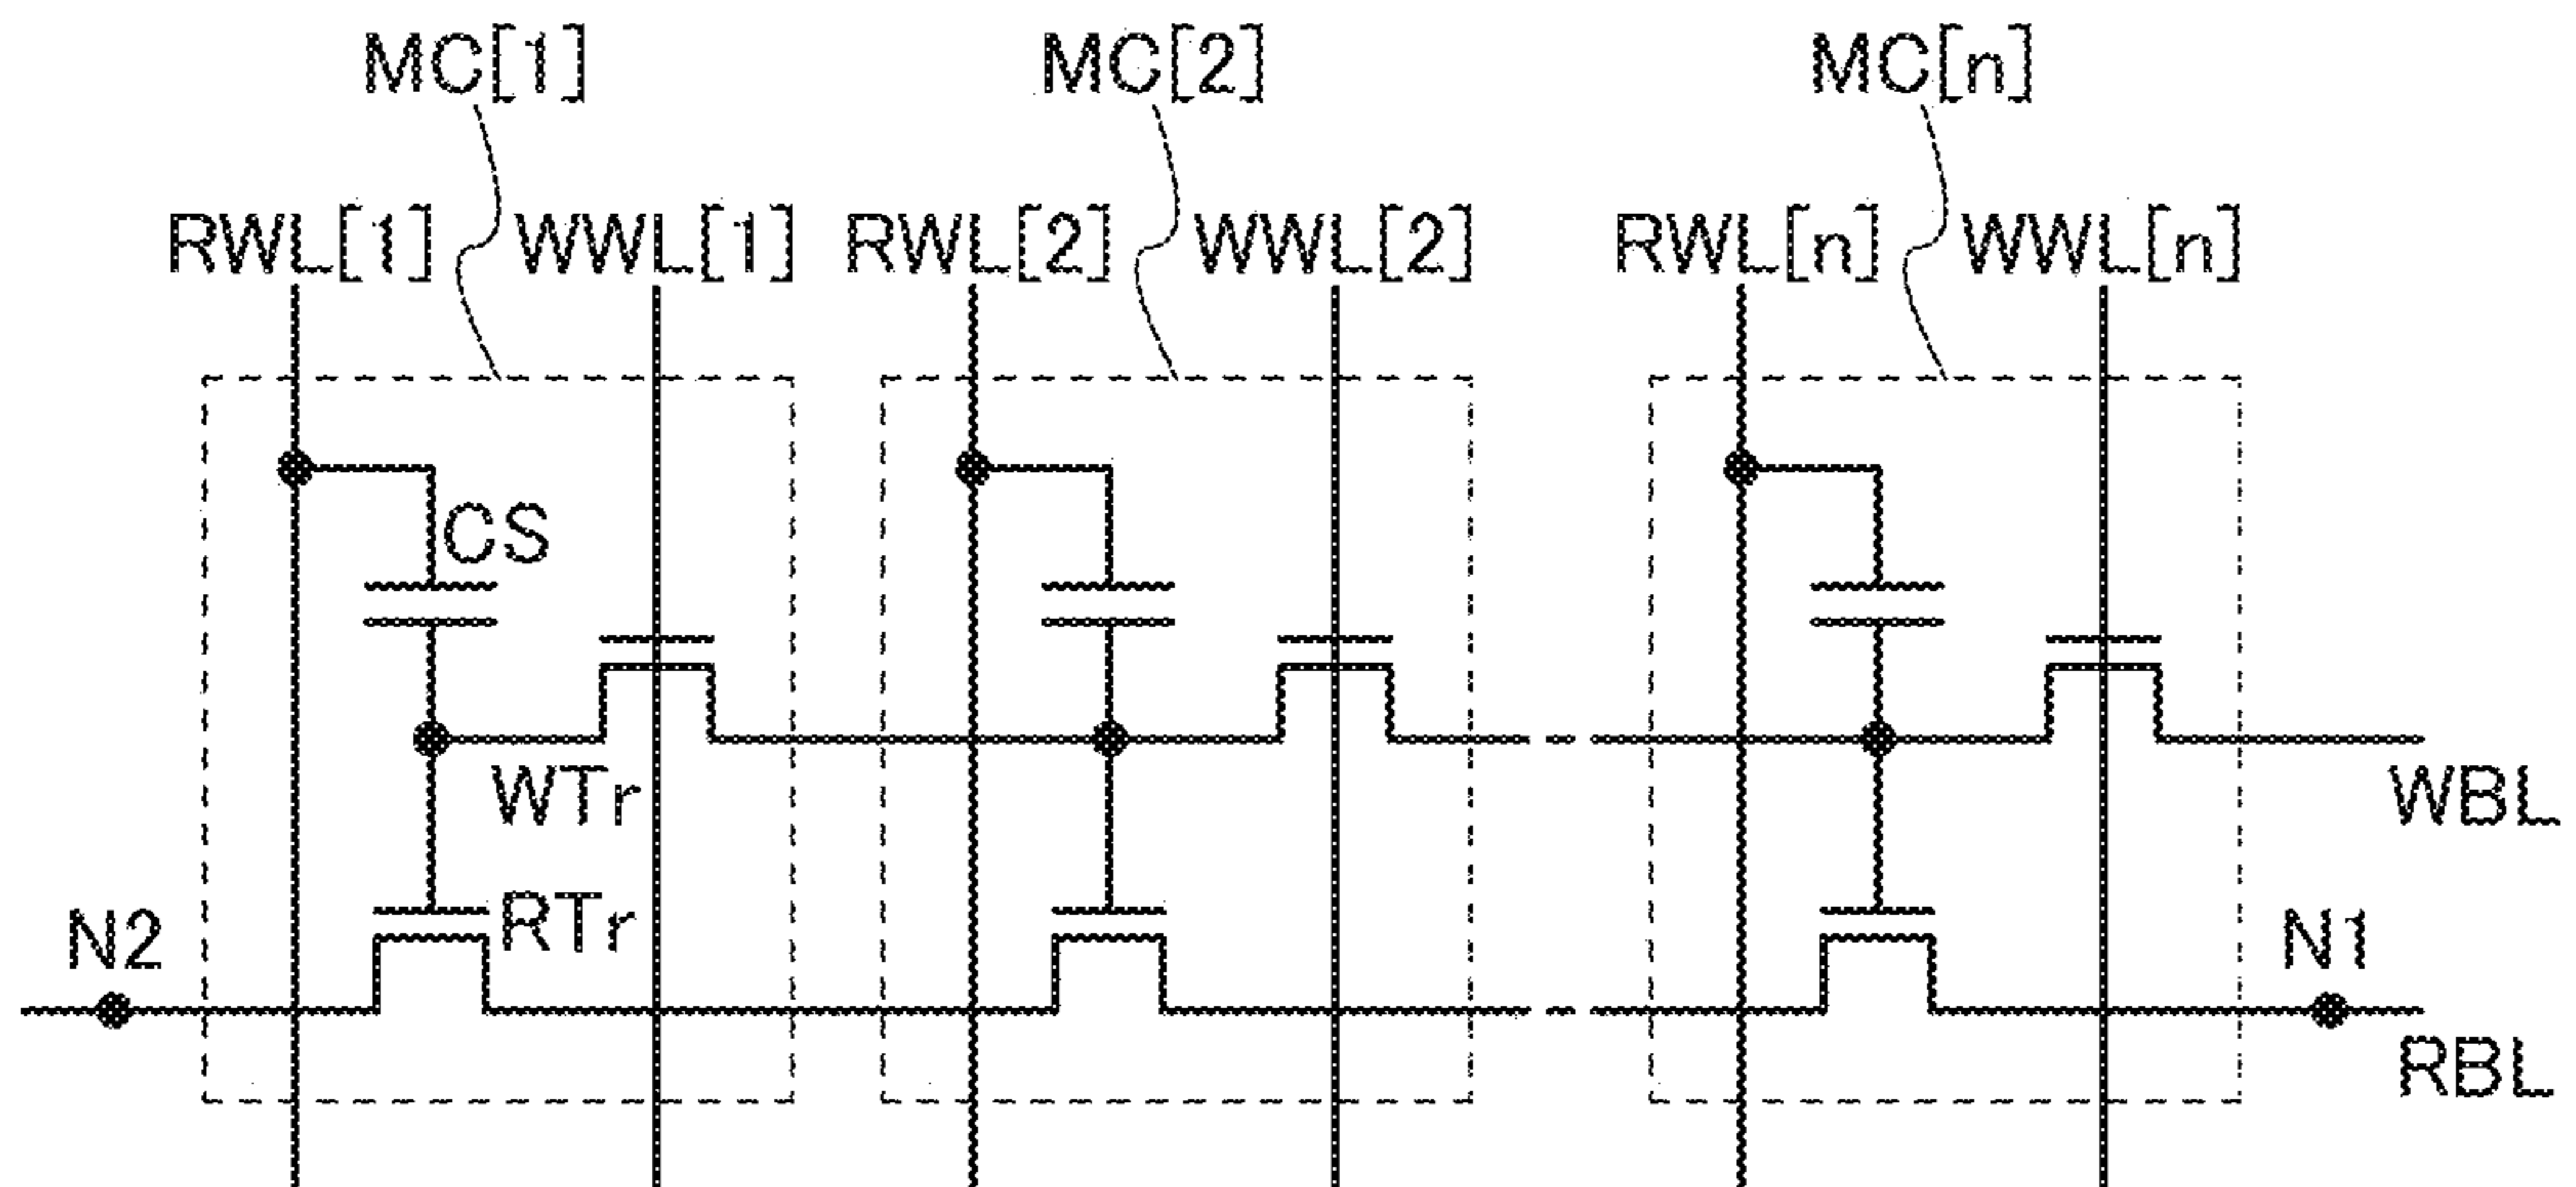 MC[1] MC[2] MC[n]
RWL[1] WWL[1] RWL[2] WWL[2] RWL[n] WWL[n]
CS
WTr WBL
N2 RTr N1
RBL